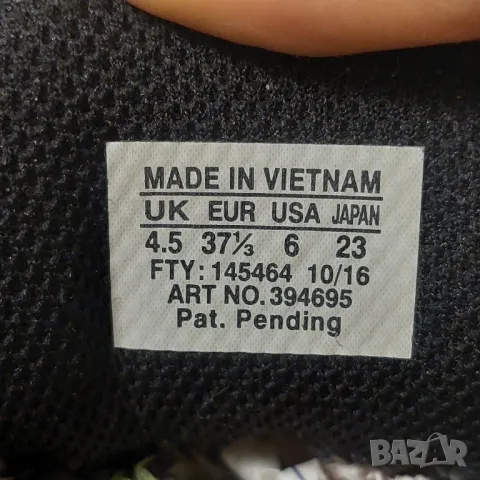 MADE IN VIETNAM
UK EUR USA JAPAN
4.5 37⅓ 6 23
FTY: 145464 10/16
ART NO. 394695
Pat. Pending
BAZAR